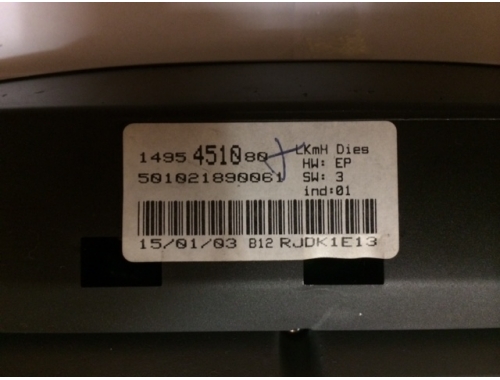 1495 451080 LKmH Dies
501021890061 HW: EP
SW: 3
ind:01
15/01/03 B12 RJDK1E13